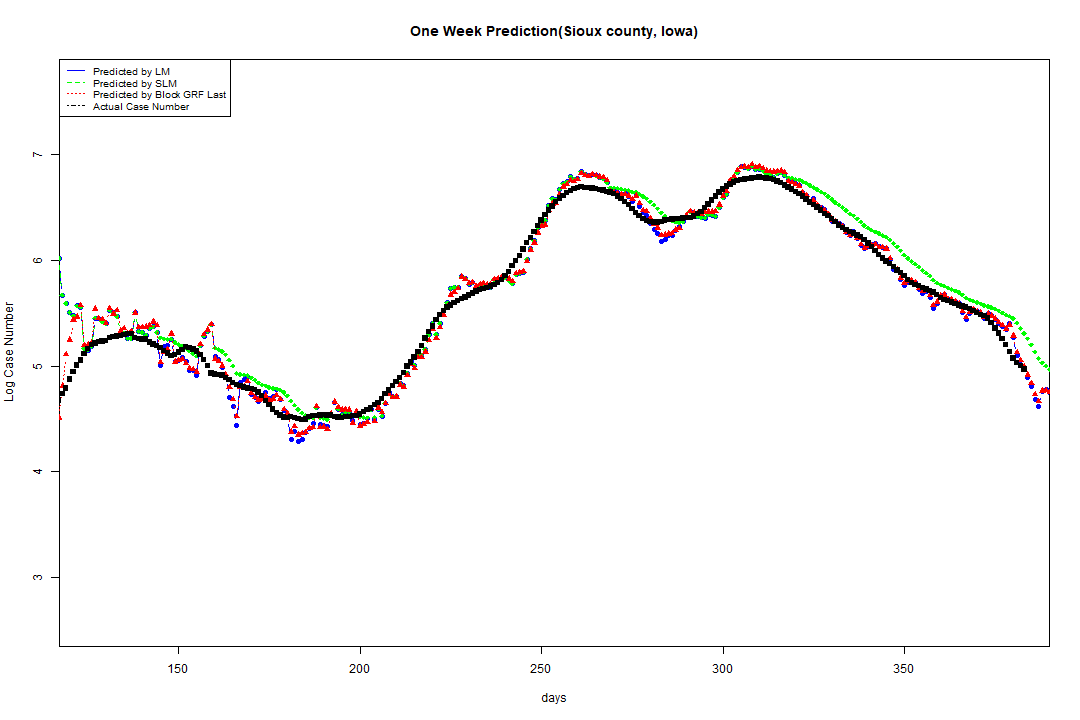 One Week Prediction(Sioux county, Iowa)
Predicted by LM
Predicted by SLM
Predicted by Block GRF Last
Actual Case Number
7
6
5
4
3
Log Case Number
150 200 250 300 350
days